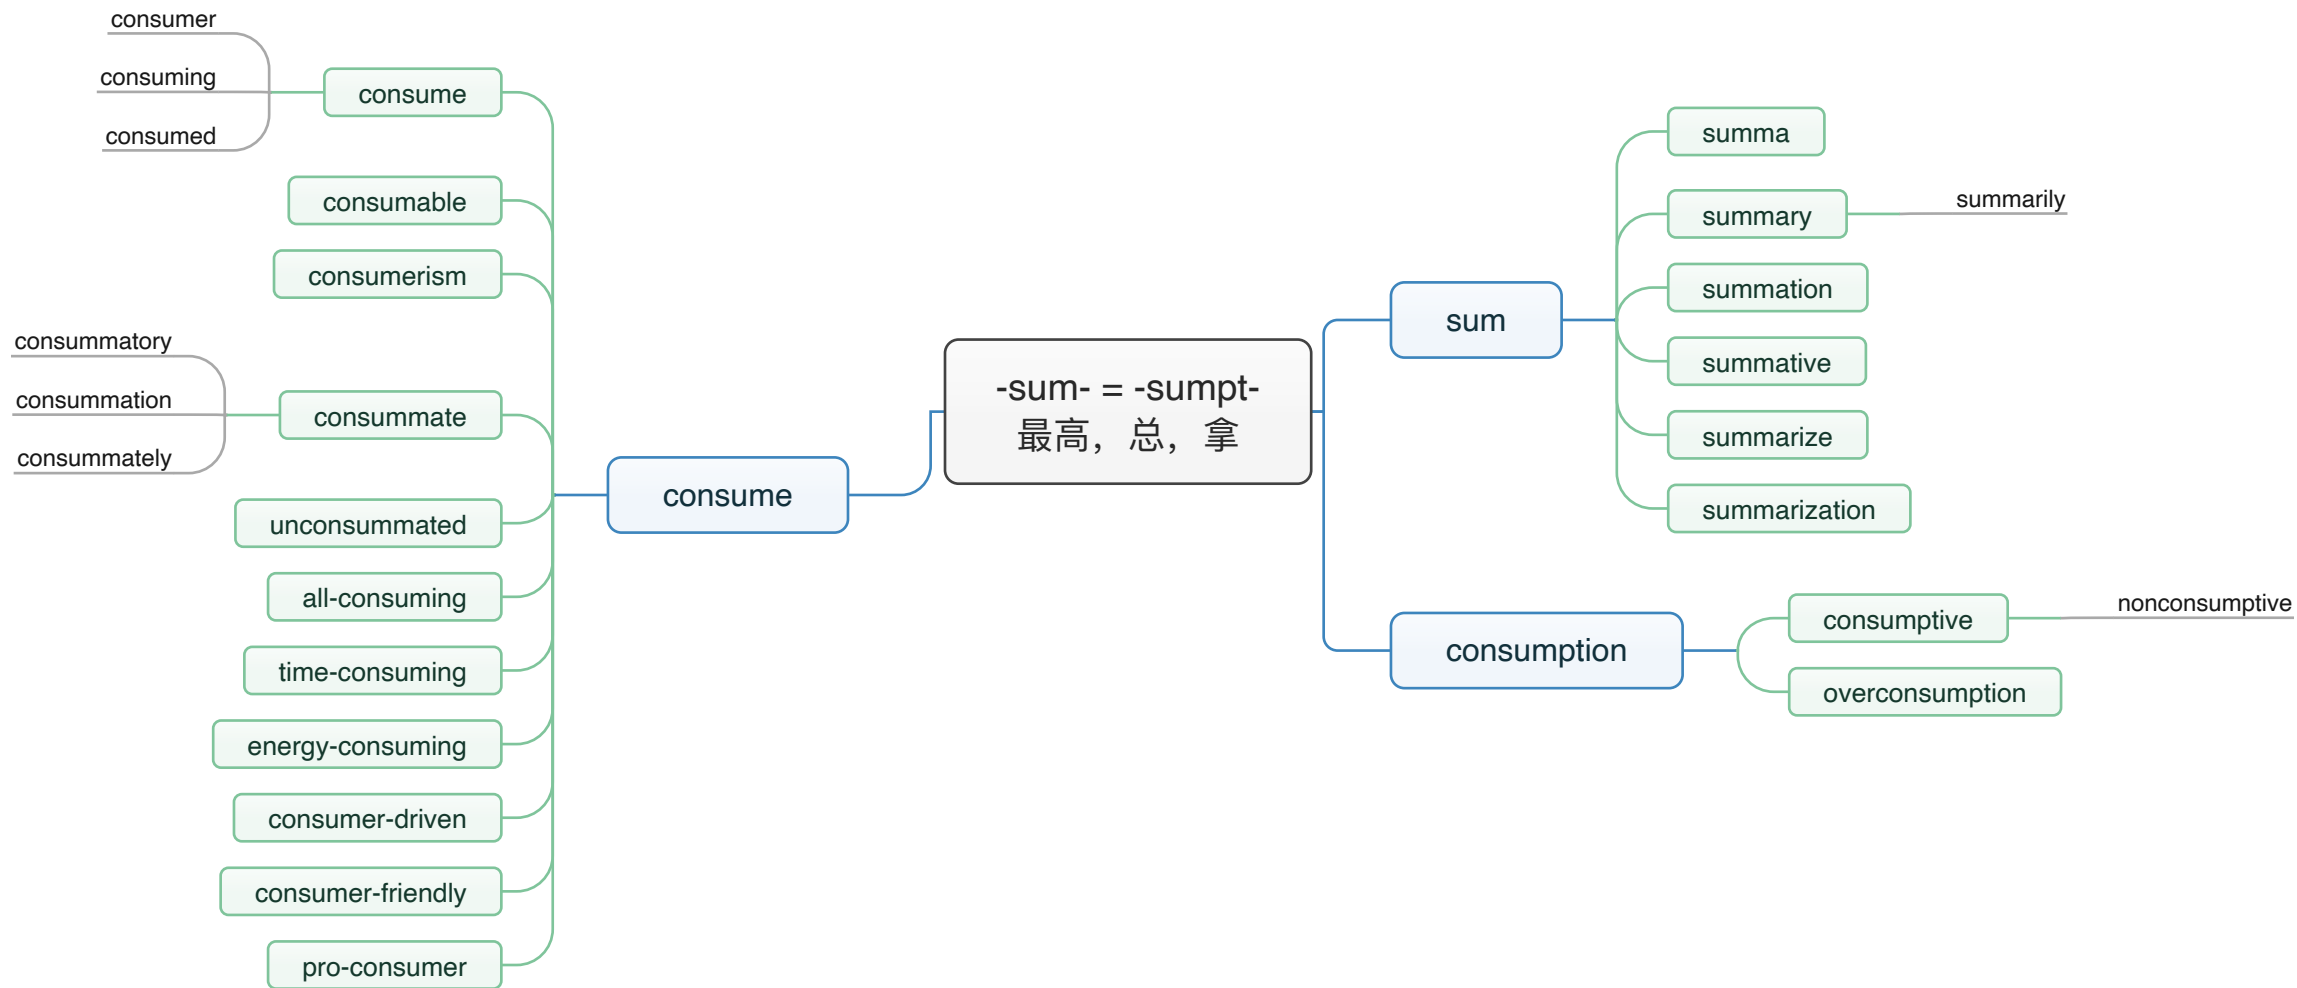 consumer
consuming
consumed
consume
consumable
consumerism
consummatory
consummation
consummately
consummate
unconsummated
all-consuming
time-consuming
energy-consuming
consumer-driven
consumer-friendly
pro-consumer
consume
-sum- = -sumpt-
最高，总，拿
sum
summa
summary
summarily
summation
summative
summarize
summarization
consumption
consumptive
nonconsumptive
overconsumption